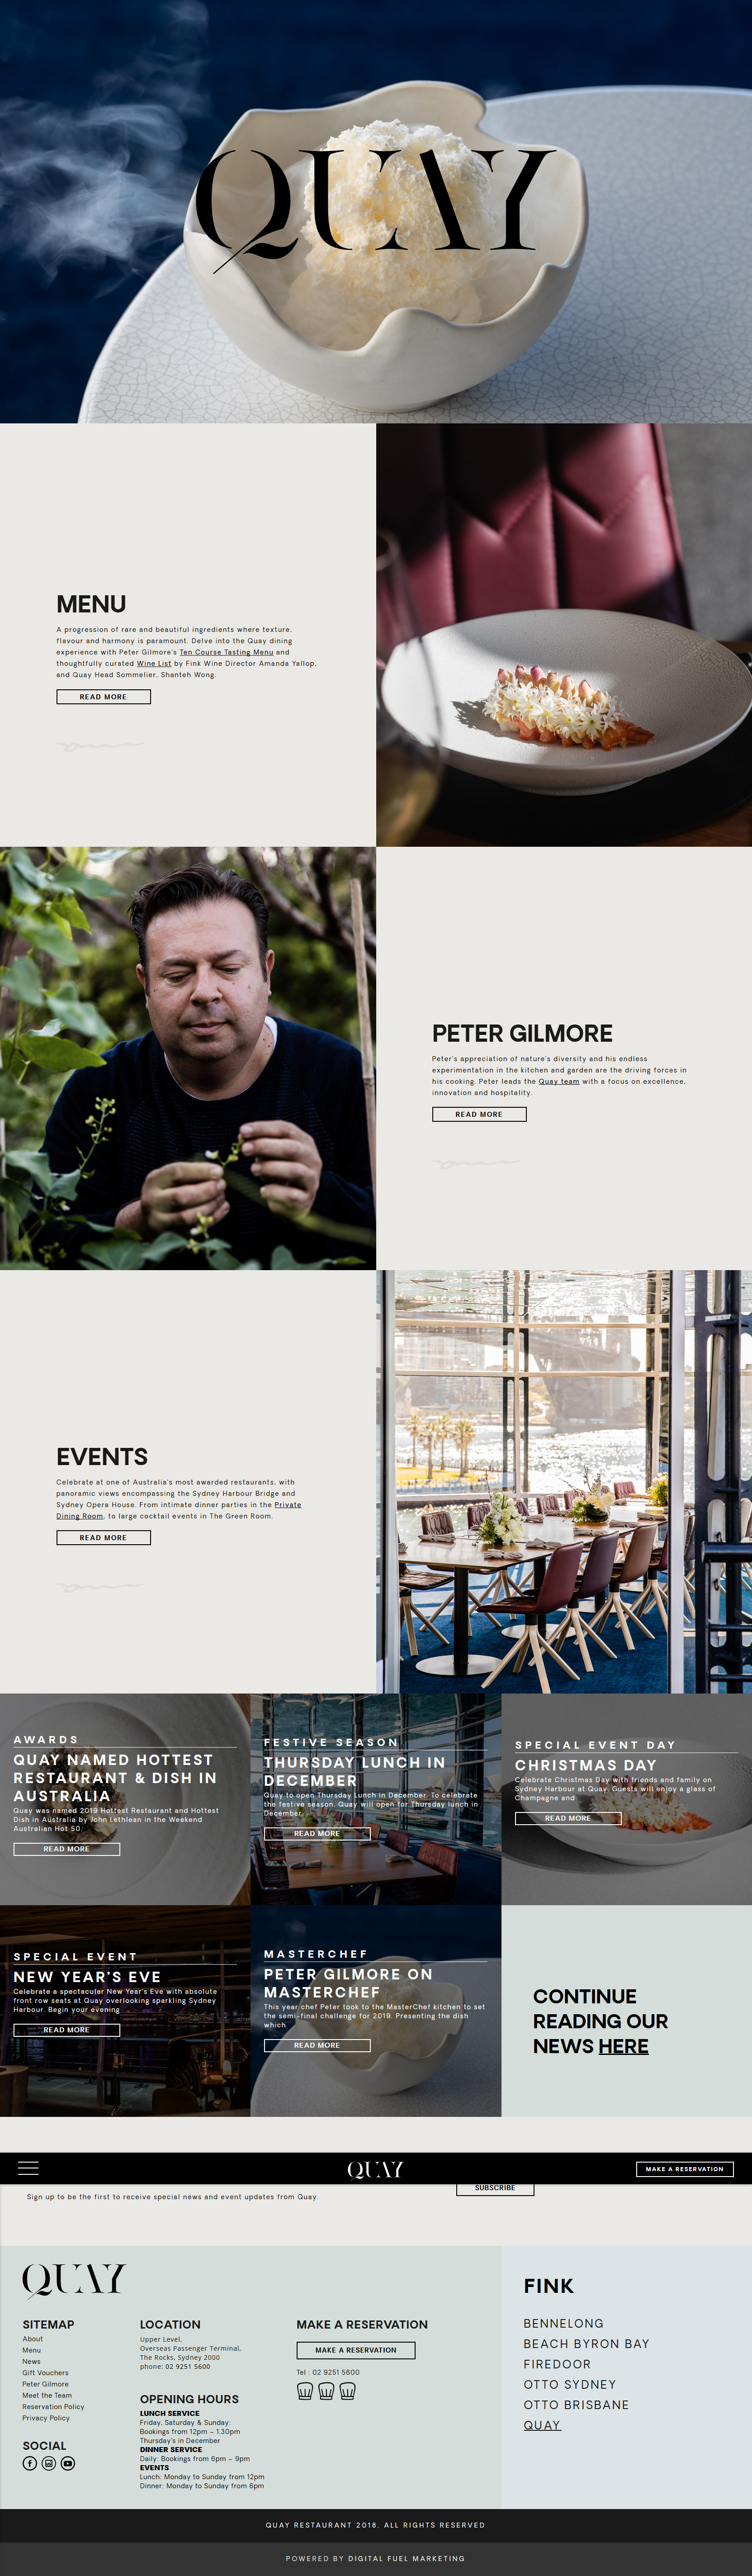 QUAY
MENU
A progression of rare and beautiful ingredients where texture,
flavour and harmony is paramount. Delve into the Quay dining
experience with Peter Gilmore's Ten Course Tasting Menu and
thoughtfully curated Wine List by Fink Wine Director Amanda Yallop,
and Quay Head Sommelier, Shanteh Wong.
READ MORE
PETER GILMORE
Peter's appreciation of nature's diversity and his endless
experimentation in the kitchen and garden are the driving forces in
his cooking. Peter leads the Quay team with a focus on excellence,
innovation and hospitality.
READ MORE
EVENTS
Celebrate at one of Australia's most awarded restaurants, with
panoramic views encompassing the Sydney Harbour Bridge and
Sydney Opera House. From intimate dinner parties in the Private
Dining Room, to large cocktail events in The Green Room.
READ MORE
AWARDS
QUAY NAMED HOTTEST
RESTAURANT & DISH IN
AUSTRALIA
Quay was named 2019 Hottest Restaurant and Hottest
Dish in Australia by John Lethlean in the Weekend
Australian Hot 50.
READ MORE
FESTIVE SEASON
THURSDAY LUNCH IN
DECEMBER
Quay to open Thursday Lunch in December. To celebrate
the festive season, Quay will open for Thursday lunch in
December.
READ MORE
SPECIAL EVENT DAY
CHRISTMAS DAY
Celebrate Christmas Day with friends and family on
Sydney Harbour at Quay. Guests will enjoy a glass of
Champagne and
READ MORE
SPECIAL EVENT
NEW YEAR'S EVE
Celebrate a spectacular New Year's Eve with absolute
front row seats at Quay overlooking sparkling Sydney
Harbour. Begin your evening
READ MORE
MASTERCHEF
PETER GILMORE ON
MASTERCHEF
This year chef Peter took to the MasterChef kitchen to set
the semi-final challenge for 2019. Presenting the dish
which
READ MORE
CONTINUE
READING OUR
NEWS HERE
QUAY
MAKE A RESERVATION
SUBSCRIBE
Sign up to be the first to receive special news and event updates from Quay.
QUAY
SITEMAP
About
Menu
News
Gift Vouchers
Peter Gilmore
Meet the Team
Reservation Policy
Privacy Policy
SOCIAL
LOCATION
Upper Level,
Overseas Passenger Terminal,
The Rocks, Sydney 2000
phone: 02 9251 5600
OPENING HOURS
LUNCH SERVICE
Friday, Saturday & Sunday:
Bookings from 12pm – 1.30pm
Thursday's in December
DINNER SERVICE
Daily: Bookings from 6pm – 9pm
EVENTS
Lunch: Monday to Sunday from 12pm
Dinner: Monday to Sunday from 6pm
MAKE A RESERVATION
MAKE A RESERVATION
Tel : 02 9251 5600
FINK
BENNELONG
BEACH BYRON BAY
FIREDOOR
OTTO SYDNEY
OTTO BRISBANE
QUAY
QUAY RESTAURANT 2018. ALL RIGHTS RESERVED
POWERED BY DIGITAL FUEL MARKETING